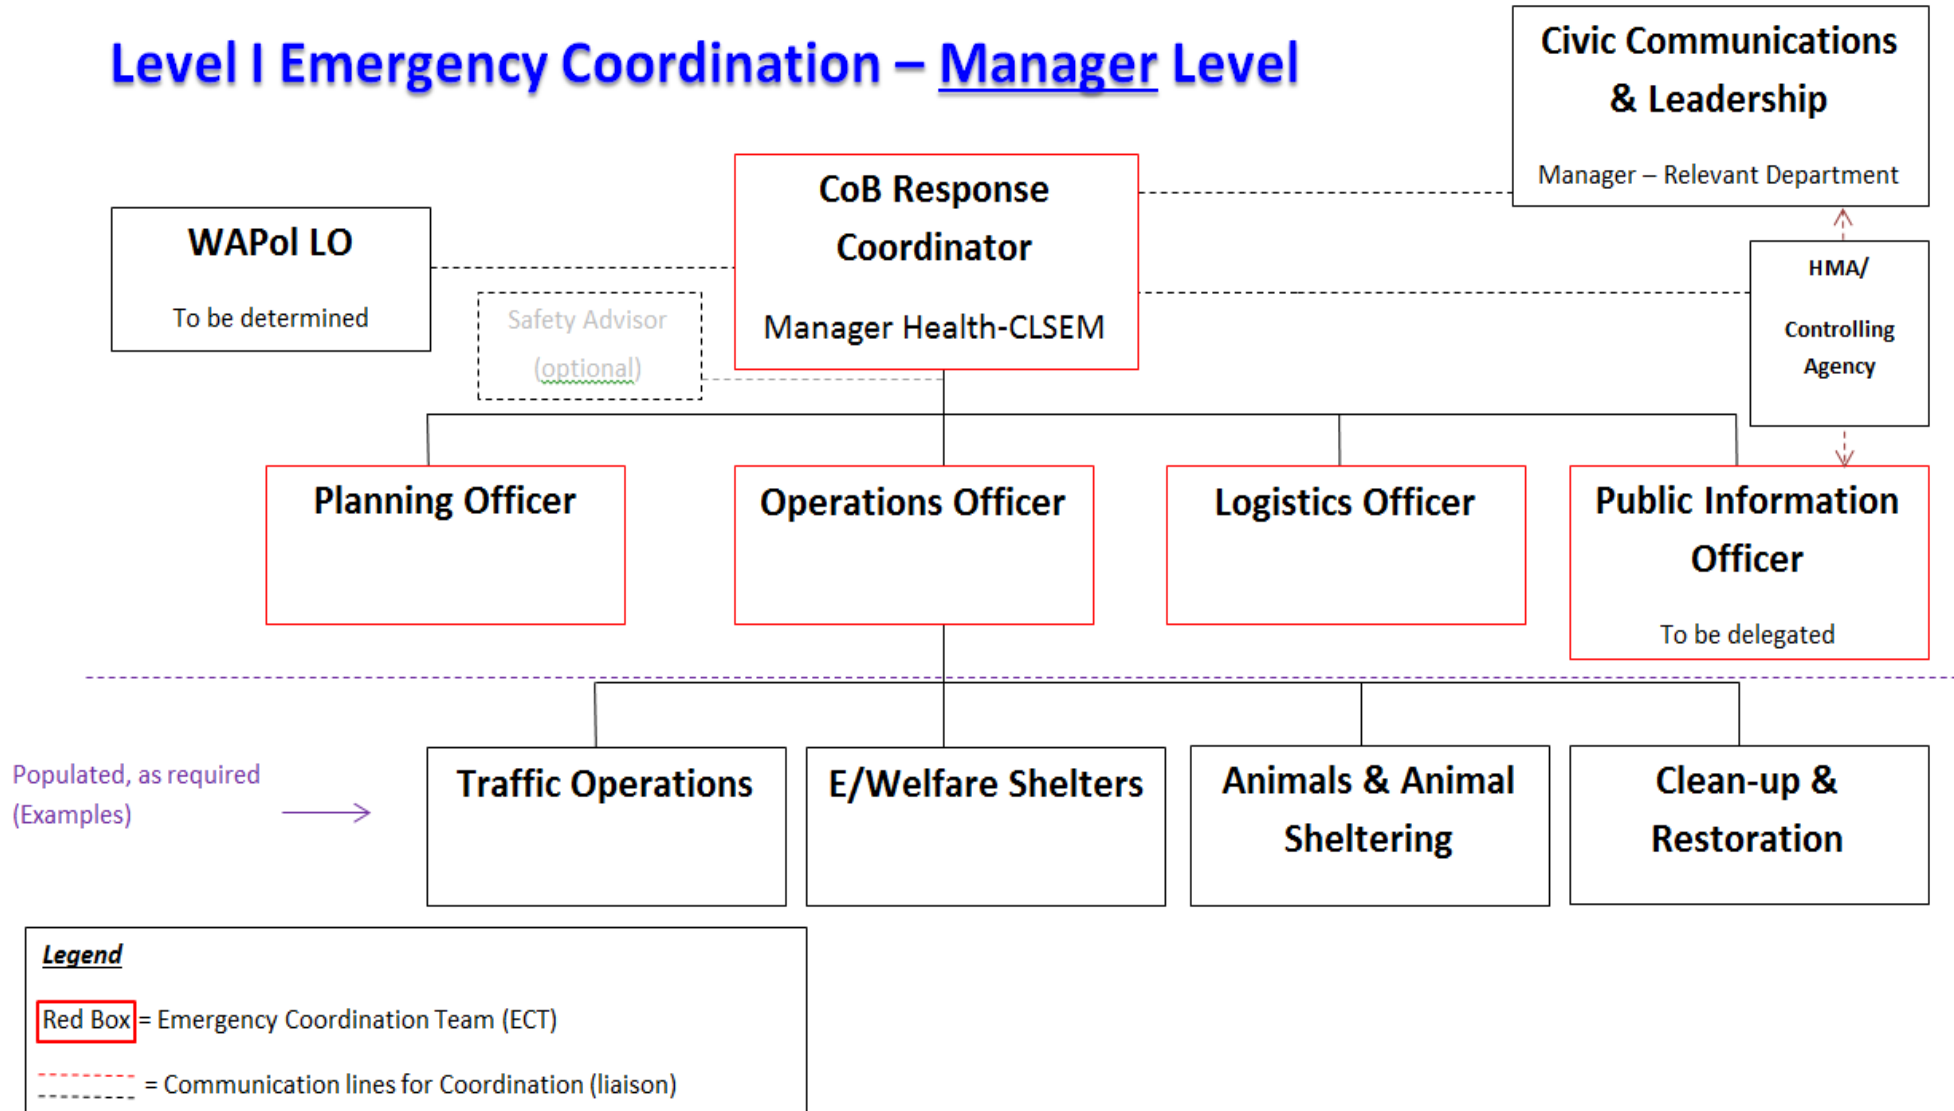 Level I Emergency Coordination – Manager Level
Civic Communications
& Leadership
Manager – Relevant Department
CoB Response
Coordinator
Manager Health-CLSEM
WAPol LO
To be determined
Safety Advisor
(optional)
HMA/
Controlling
Agency
Planning Officer
Operations Officer
Logistics Officer
Public Information
Officer
To be delegated
Populated, as required
(Examples)
Traffic Operations
E/Welfare Shelters
Animals & Animal
Sheltering
Clean-up &
Restoration
Legend
Red Box = Emergency Coordination Team (ECT)
= Communication lines for Coordination (liaison)